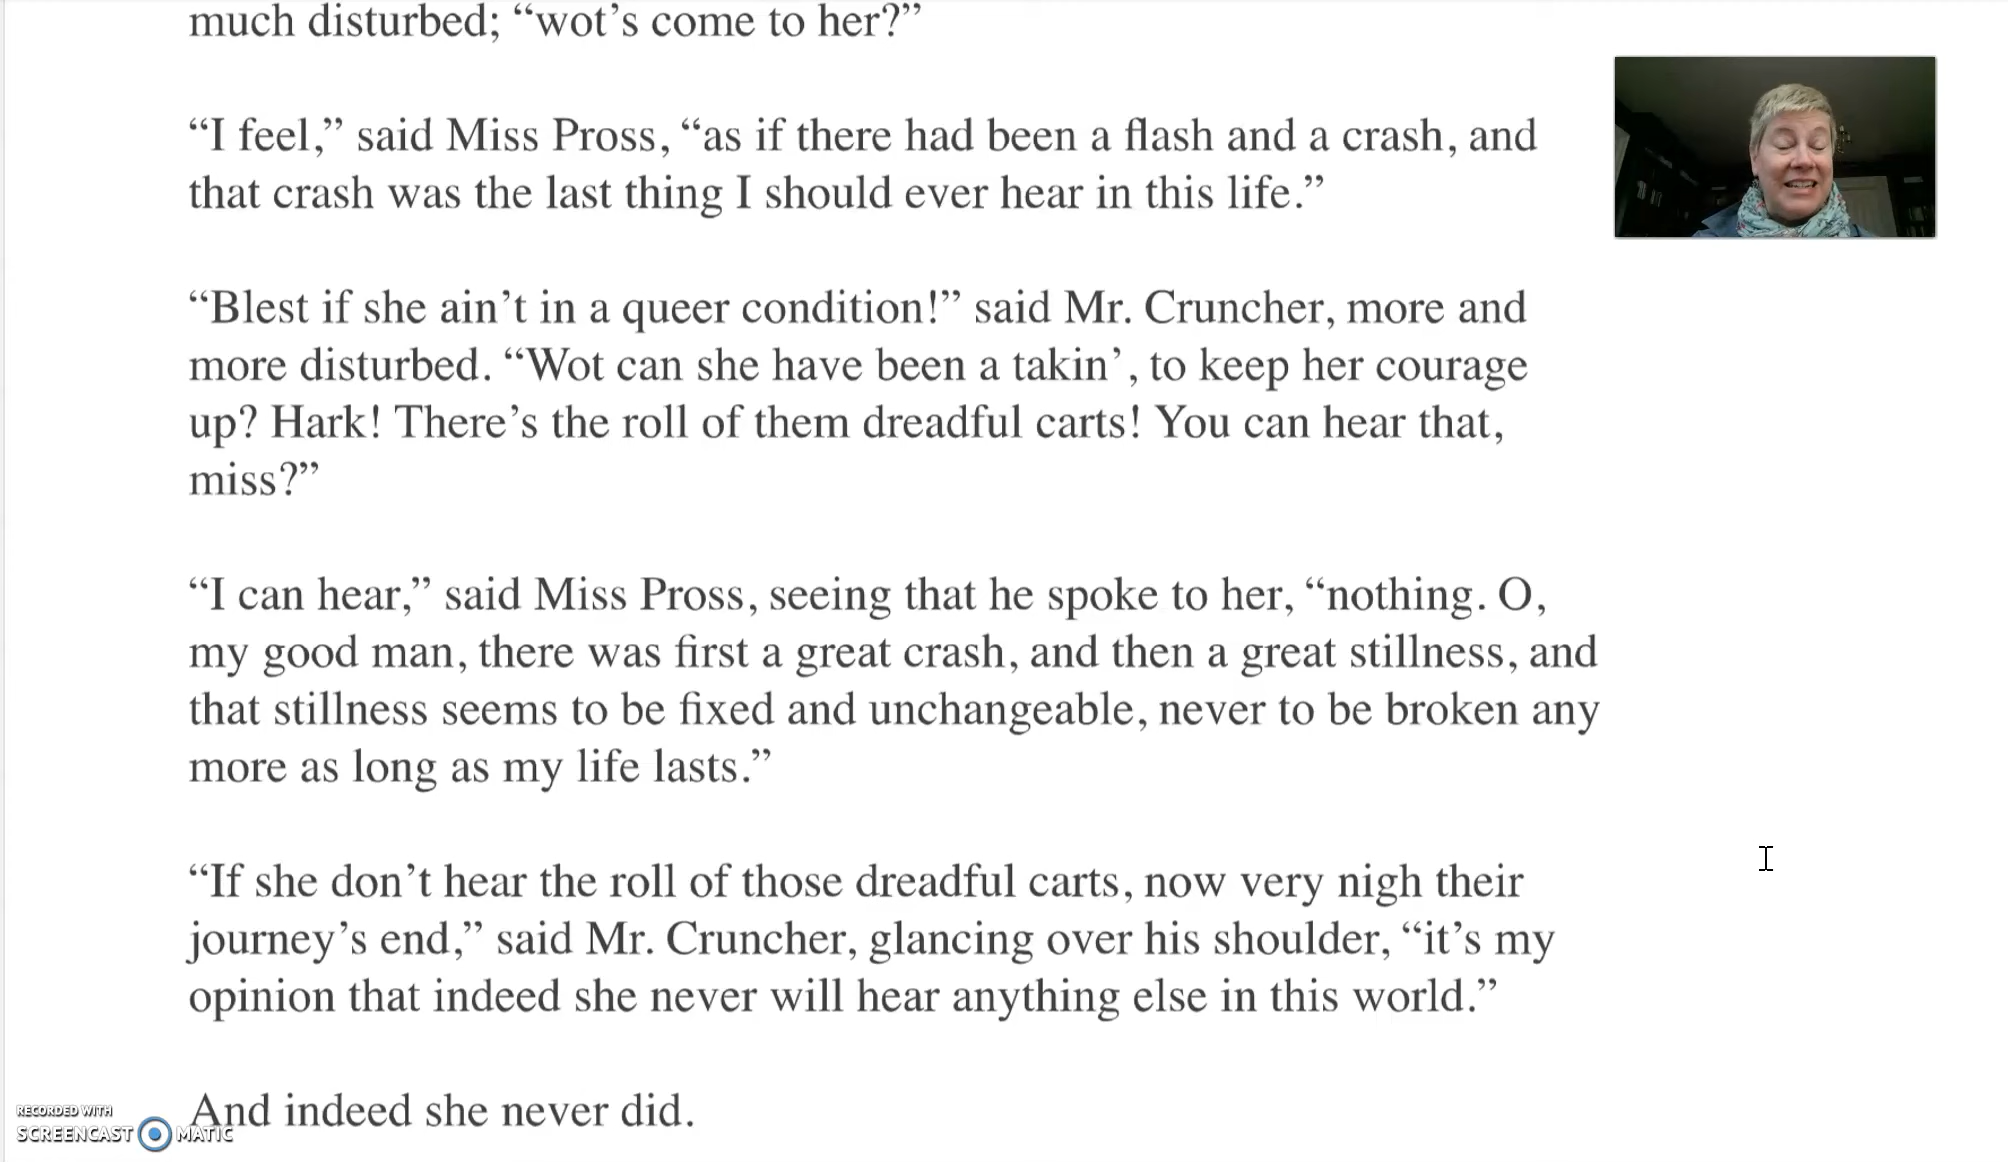 much disturbed; “wot’s come to her?”
“I feel,” said Miss Pross, “as if there had been a flash and a crash, and
that crash was the last thing I should ever hear in this life.”
“Blest if she ain’t in a queer condition!” said Mr. Cruncher, more and
more disturbed. “Wot can she have been a takin’, to keep her courage
up? Hark! There’s the roll of them dreadful carts! You can hear that,
miss?”
“I can hear,” said Miss Pross, seeing that he spoke to her, “nothing. O,
my good man, there was first a great crash, and then a great stillness, and
that stillness seems to be fixed and unchangeable, never to be broken any
more as long as my life lasts.”
“If she don’t hear the roll of those dreadful carts, now very nigh their
journey’s end,” said Mr. Cruncher, glancing over his shoulder, “it’s my
opinion that indeed she never will hear anything else in this world.”
And indeed she never did.
RECORDED WITH
SCREENCAST MATIC